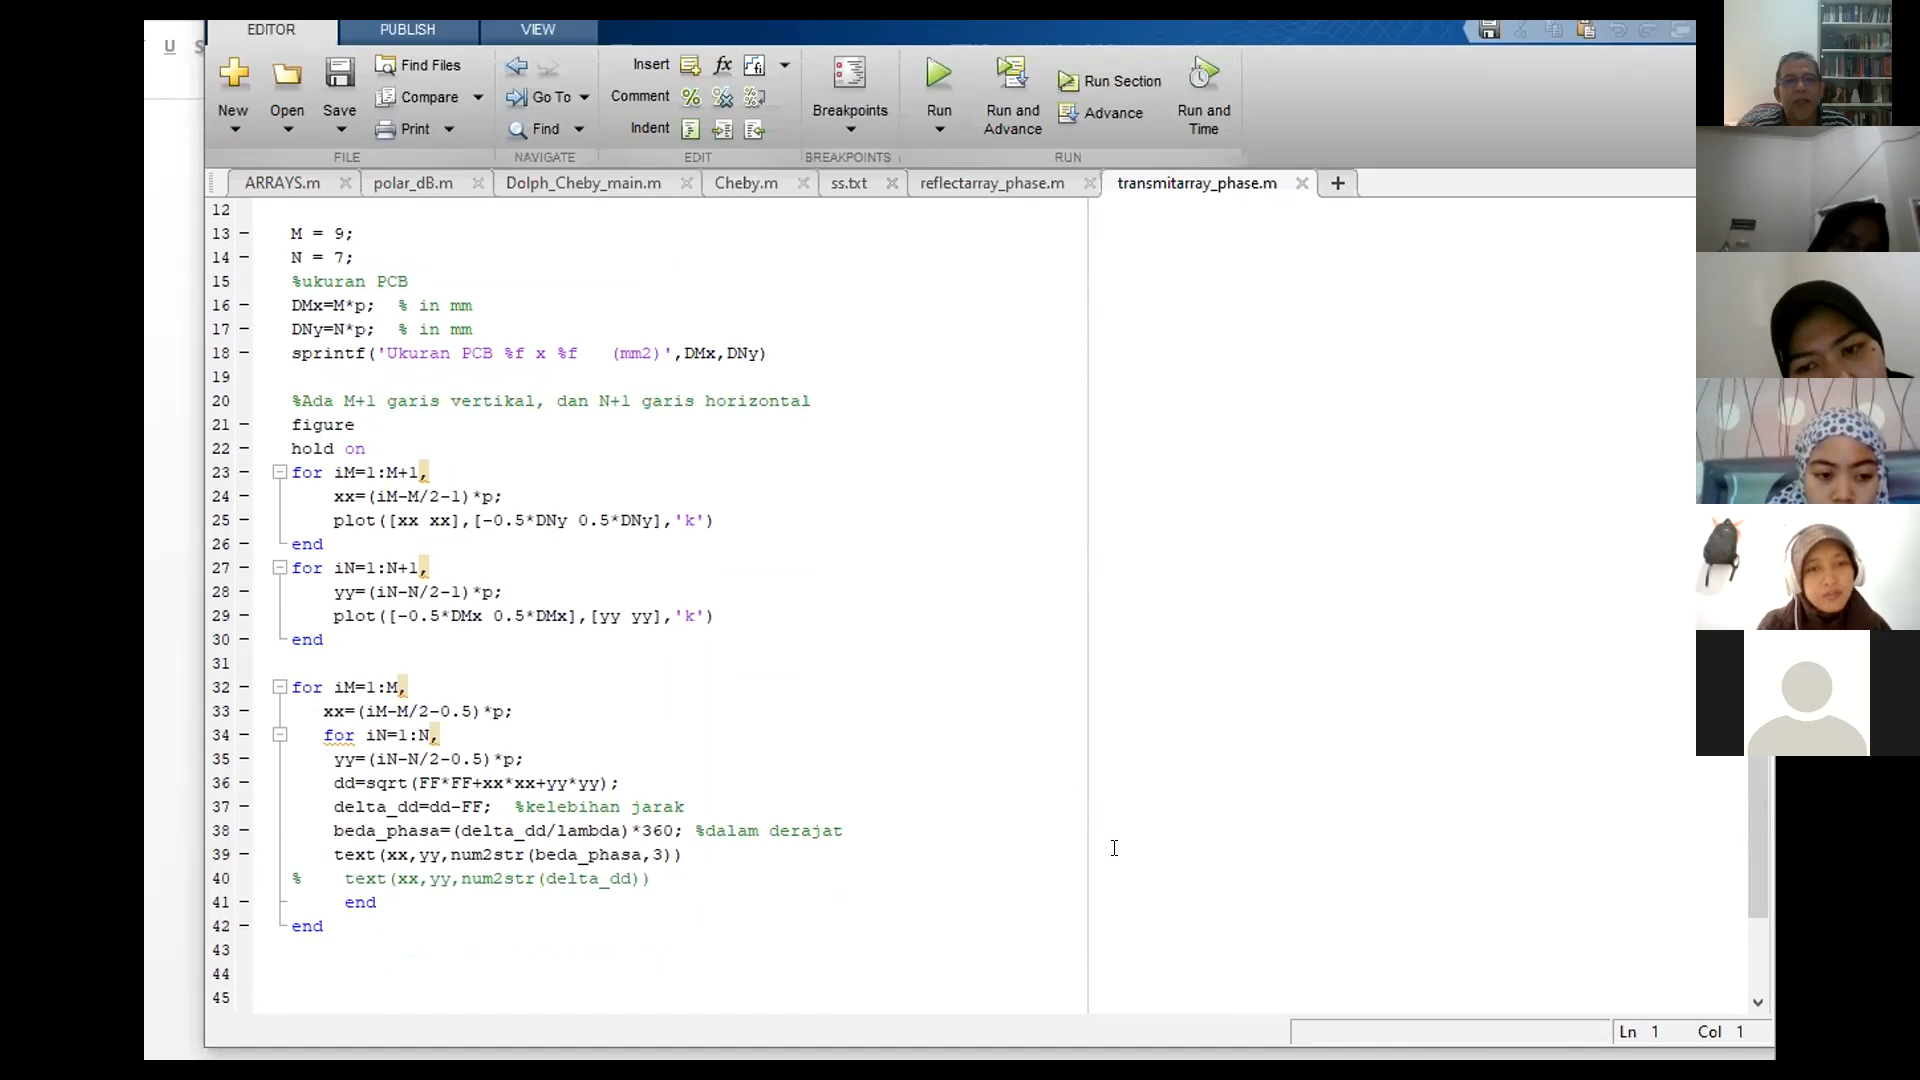 U S
EDITOR PUBLISH VIEW
New Open Save
Find Files
Compare
Print
FILE
Go To
Find
NAVIGATE
Insert
Comment
Indent
EDIT
Breakpoints
BREAKPOINTS
Run
Run and Advance
Run Section
Advance
Run and Time
RUN
ARRAYS.m polar_dB.m Dolph_Cheby_main.m Cheby.m ss.txt reflectarray_phase.m transmitarray_phase.m
12
13 M = 9;
14 N = 7;
15 %ukuran PCB
16 DMx=M*p;  % in mm
17 DNy=N*p;  % in mm
18 sprintf('Ukuran PCB %f x %f   (mm2)',DMx,DNy)
19
20 %Ada M+1 garis vertikal, dan N+1 garis horizontal
21 figure
22 hold on
23 for iM=1:M+1,
24     xx=(iM-M/2-1)*p;
25     plot([xx xx],[-0.5*DNy 0.5*DNy],'k')
26 end
27 for iN=1:N+1,
28     yy=(iN-N/2-1)*p;
29     plot([-0.5*DMx 0.5*DMx],[yy yy],'k')
30 end
31
32 for iM=1:M,
33    xx=(iM-M/2-0.5)*p;
34    for iN=1:N,
35     yy=(iN-N/2-0.5)*p;
36     dd=sqrt(FF*FF+xx*xx+yy*yy);
37     delta_dd=dd-FF;  %kelebihan jarak
38     beda_phasa=(delta_dd/lambda)*360; %dalam derajat
39     text(xx,yy,num2str(beda_phasa,3))
40 %    text(xx,yy,num2str(delta_dd))
41      end
42 end
43
44
45
Ln 1 Col 1